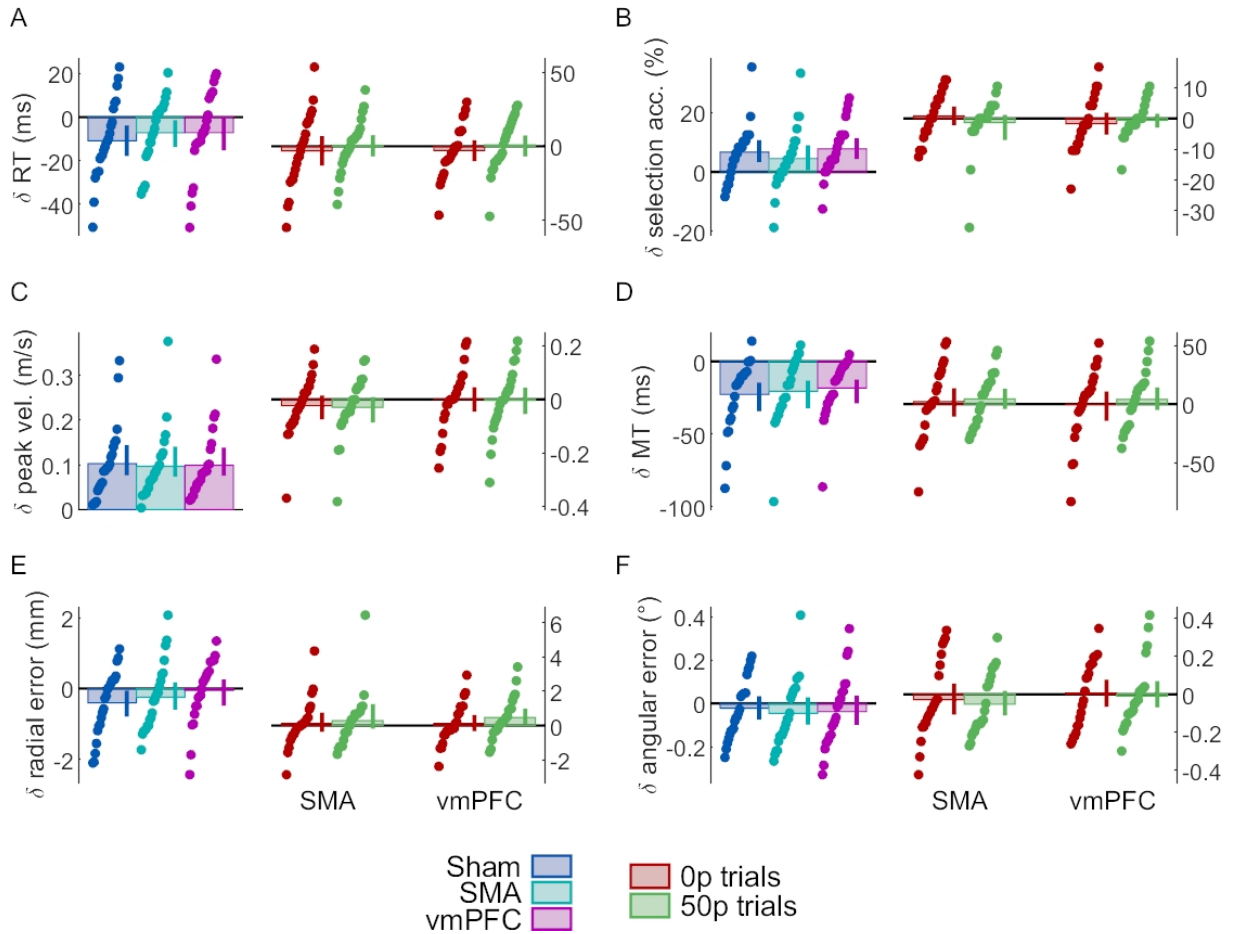 A
δ RT (ms)
20
0
-20
-40
50
0
-50
B
δ selection acc. (%)
20
0
-20
10
0
-10
-20
-30
C
δ peak vel. (m/s)
0.3
0.2
0.1
0
0.2
0
-0.2
-0.4
D
δ MT (ms)
0
-50
-100
50
0
-50
E
δ radial error (mm)
2
0
-2
6
4
2
0
-2
SMA
vmPFC
F
δ angular error (°)
0.4
0.2
0
-0.2
0.4
0.2
0
-0.2
-0.4
SMA
vmPFC
Sham
SMA
vmPFC
0p trials
50p trials